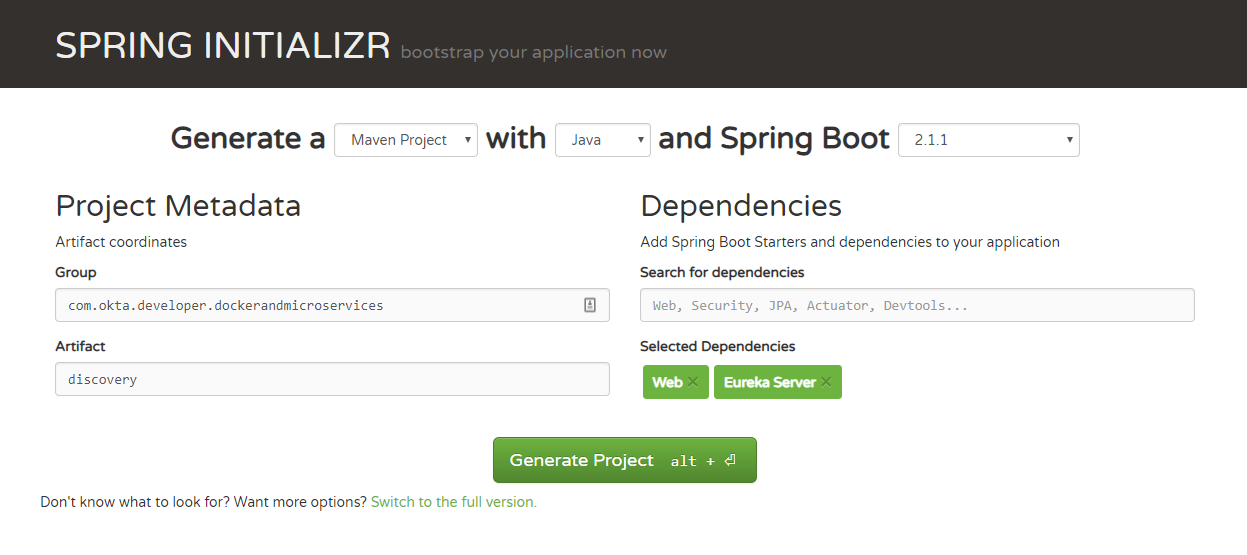 SPRING INITIALIZR bootstrap your application now
Generate a Maven Project with Java and Spring Boot 2.1.1
Project Metadata
Artifact coordinates
Group
com.okta.developer.dockerandmicroservices
Artifact
discovery
Dependencies
Add Spring Boot Starters and dependencies to your application
Search for dependencies
Web, Security, JPA, Actuator, Devtools...
Selected Dependencies
Web × Eureka Server ×
Generate Project alt + ⏎
Don't know what to look for? Want more options? Switch to the full version.